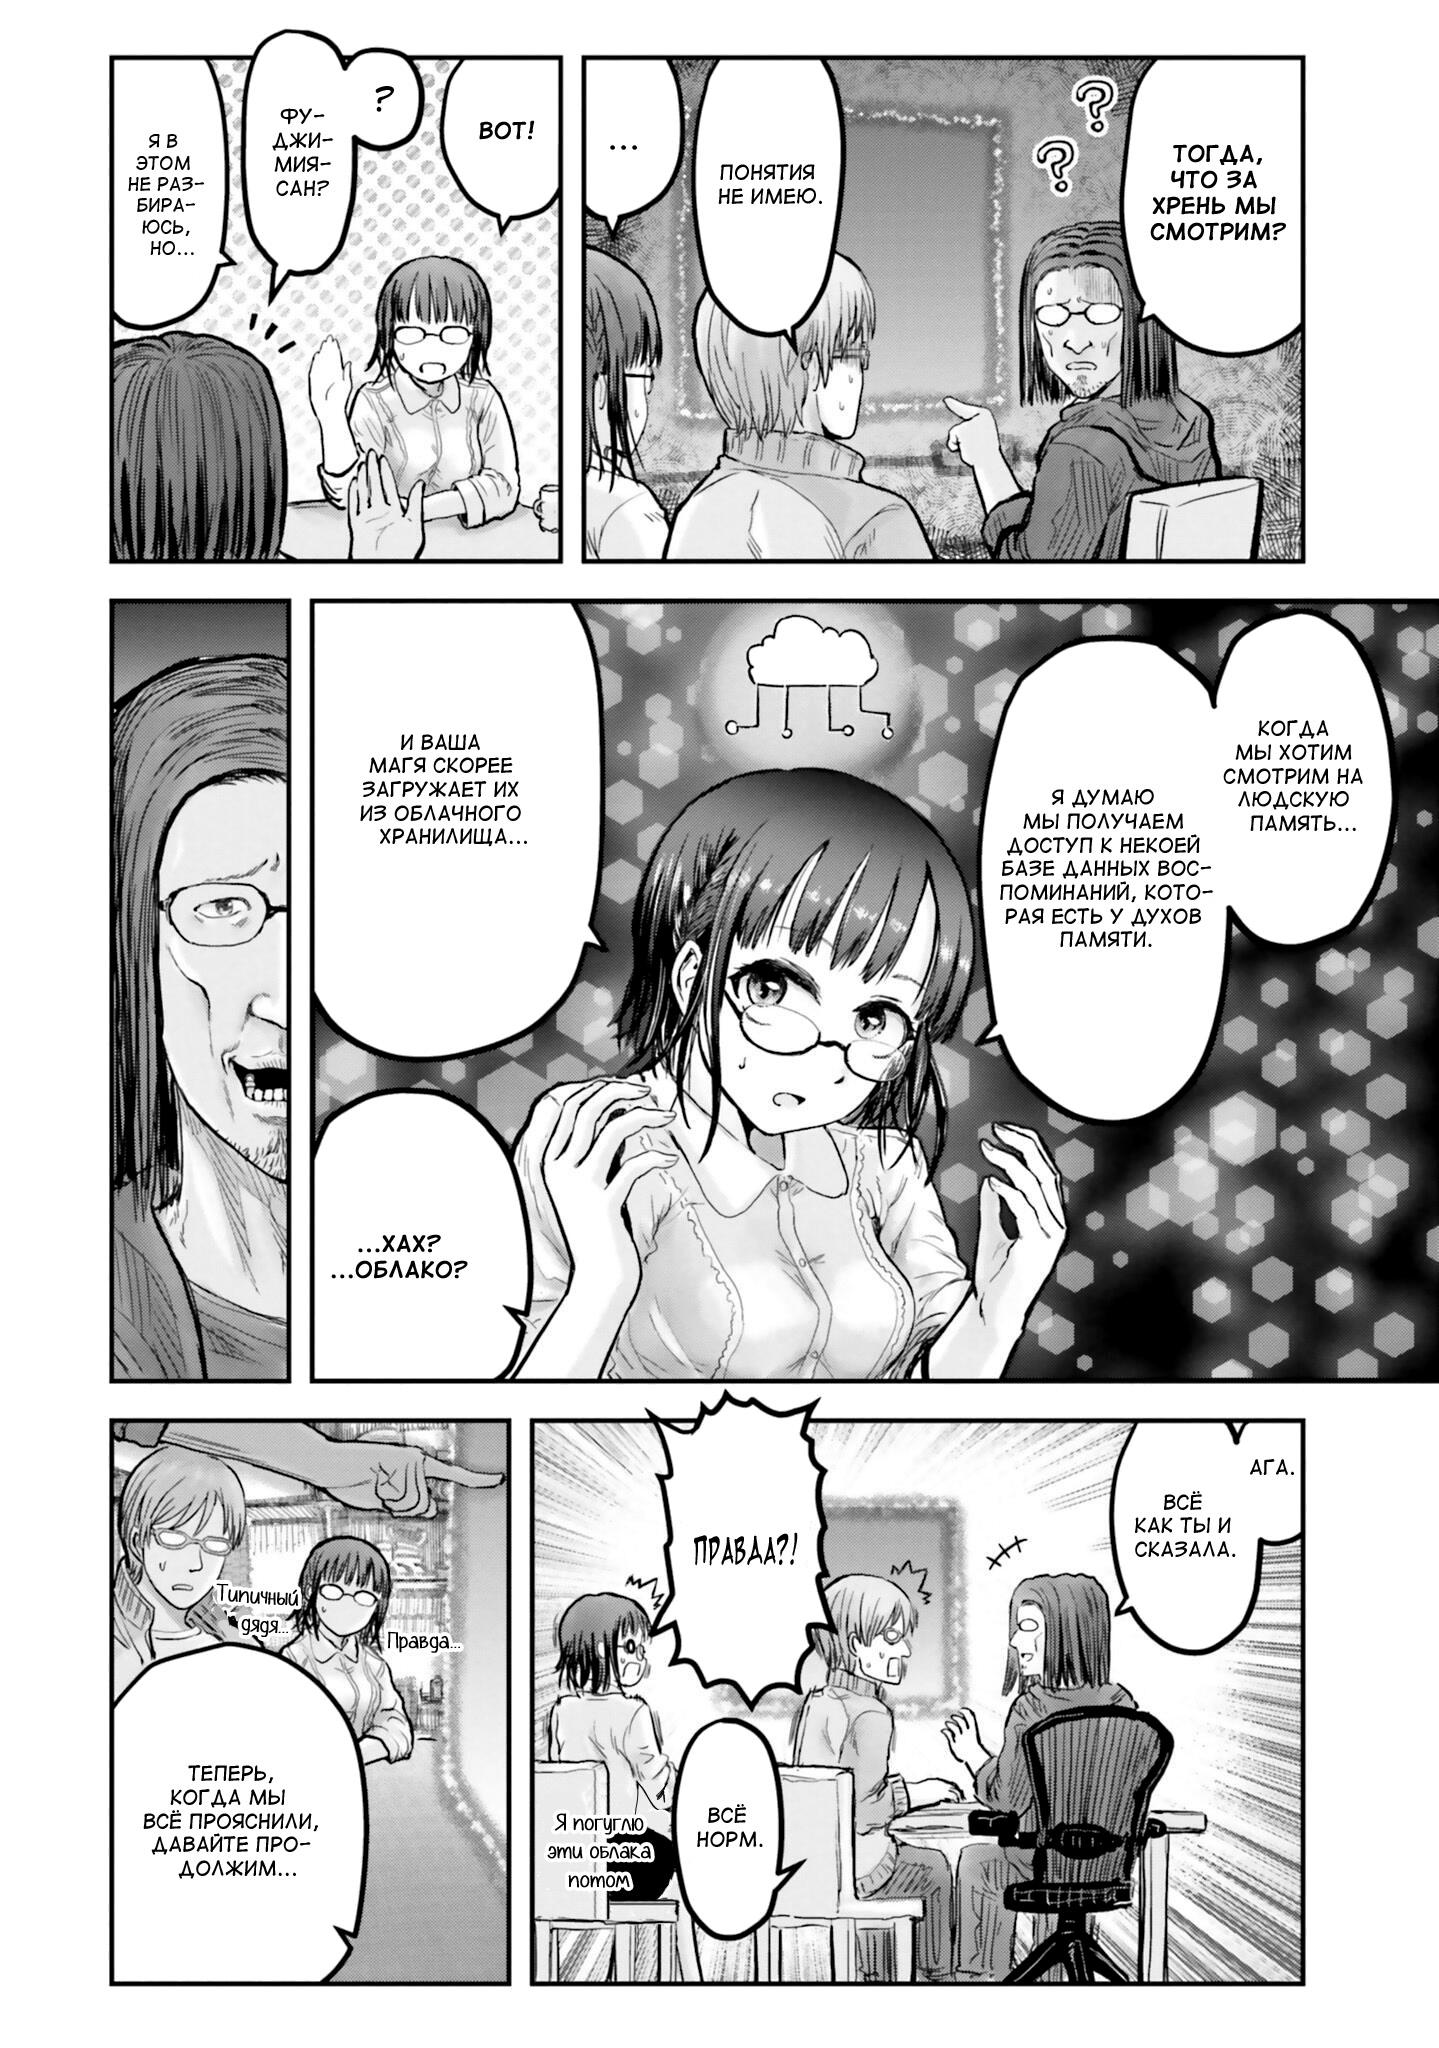 ТОГДА,
ЧТО ЗА
ХРЕНЬ МЫ
СМОТРИМ?
ПОНЯТИЯ
НЕ ИМЕЮ.
...
ВОТ!
?
ФУ-
ДЖИ-
МИЯ-
САН?
Я В
ЭТОМ
НЕ РАЗ-
БИРА-
ЮСЬ,
НО...
КОГДА
МЫ ХОТИМ
СМОТРИМ НА
ЛЮДСКУЮ
ПАМЯТЬ...
Я ДУМАЮ
МЫ ПОЛУЧАЕМ
ДОСТУП К НЕКОЕЙ
БАЗЕ ДАННЫХ ВОС-
ПОМИНАНИЙ, КОТО-
РАЯ ЕСТЬ У ДУХОВ
ПАМЯТИ.
И ВАША
МАГЯ СКОРЕЕ
ЗАГРУЖАЕТ ИХ
ИЗ ОБЛАЧНОГО
ХРАНИЛИЩА...
...ХАХ?
...ОБЛАКО?
АГА.
ВСЁ
КАК ТЫ И
СКАЗАЛА.
ПРАВДА?!
ВСЁ
НОРМ.
Я погуглю
эти облака
потом
Типичный
дядя...
Правда...
ТЕПЕРЬ,
КОГДА МЫ
ВСЁ ПРОЯСНИЛИ,
ДАВАЙТЕ ПРО-
ДОЛЖИМ...